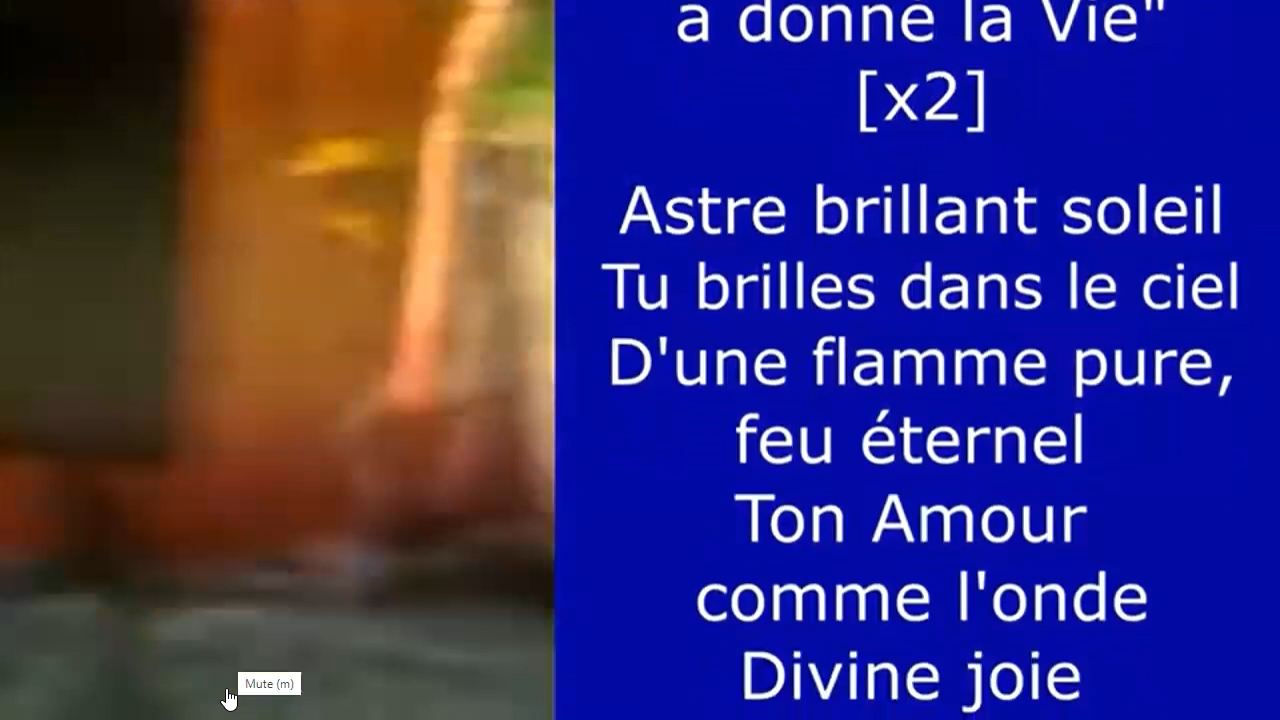 a donné la Vie"
[x2]
Astre brillant soleil
Tu brilles dans le ciel
D'une flamme pure,
feu éternel
Ton Amour
comme l'onde
Divine joie
Mute (m)